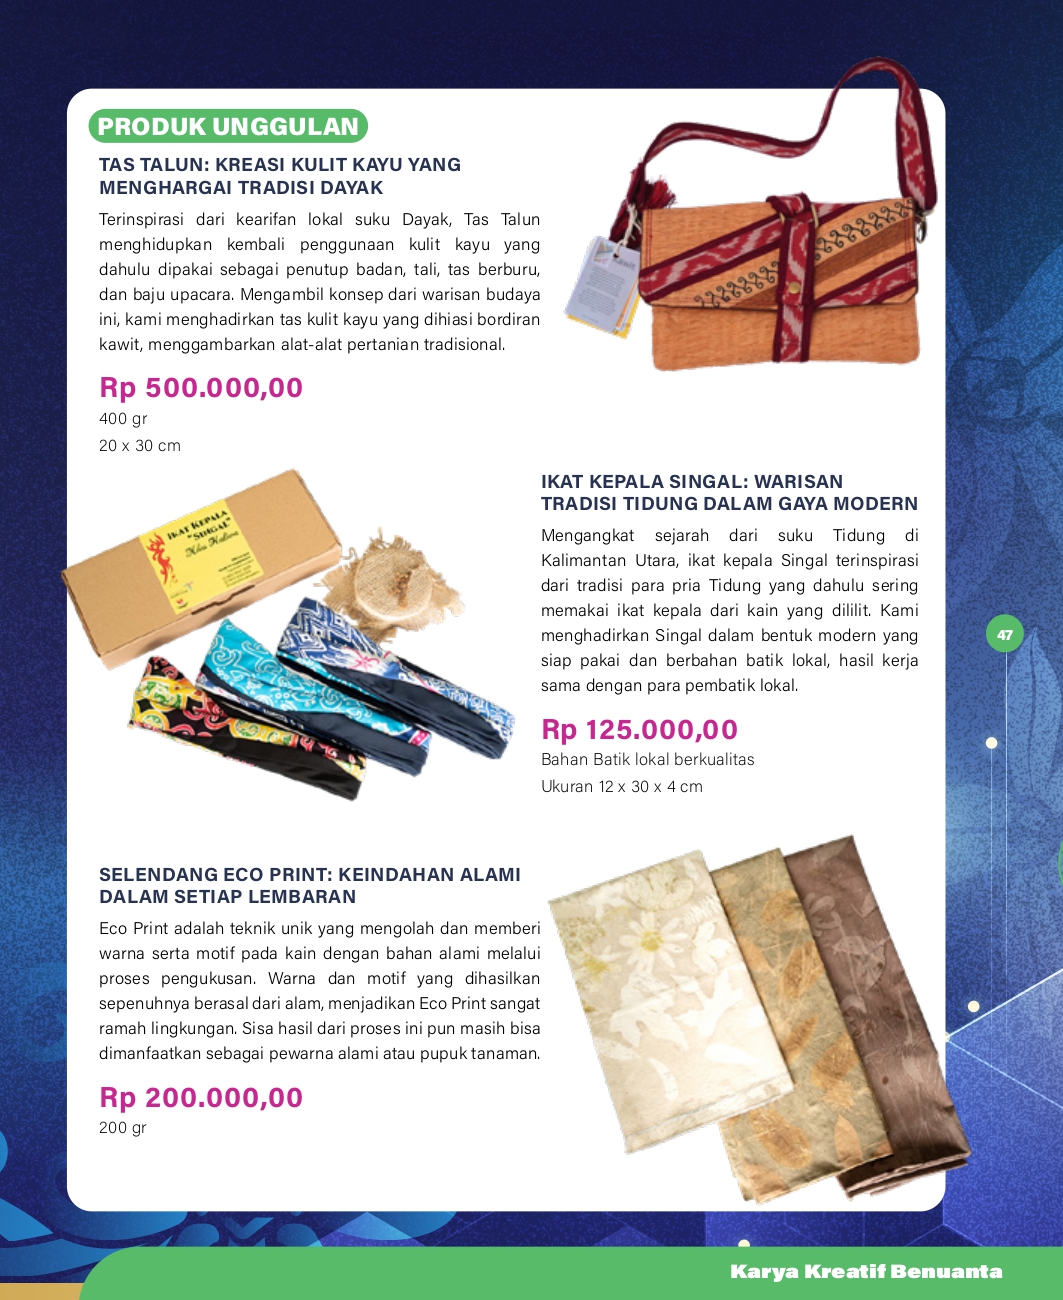 PRODUK UNGGULAN
TAS TALUN: KREASI KULIT KAYU YANG
MENGHARGAI TRADISI DAYAK
Terinspirasi dari kearifan lokal suku Dayak, Tas Talun
menghidupkan kembali penggunaan kulit kayu yang
dahulu dipakai sebagai penutup badan, tali, tas berburu,
dan baju upacara. Mengambil konsep dari warisan budaya
ini, kami menghadirkan tas kulit kayu yang dihiasi bordiran
kawit, menggambarkan alat-alat pertanian tradisional.
Rp 500.000,00
400 gr
20 x 30 cm
IKAT KEPALA
"SINGAL"
IKAT KEPALA SINGAL: WARISAN
TRADISI TIDUNG DALAM GAYA MODERN
Mengangkat sejarah dari suku Tidung di
Kalimantan Utara, ikat kepala Singal terinspirasi
dari tradisi para pria Tidung yang dahulu sering
memakai ikat kepala dari kain yang dililit. Kami
menghadirkan Singal dalam bentuk modern yang
siap pakai dan berbahan batik lokal, hasil kerja
sama dengan para pembatik lokal.
Rp 125.000,00
Bahan Batik lokal berkualitas
Ukuran 12 x 30 x 4 cm
47
SELENDANG ECO PRINT: KEINDAHAN ALAMI
DALAM SETIAP LEMBARAN
Eco Print adalah teknik unik yang mengolah dan memberi
warna serta motif pada kain dengan bahan alami melalui
proses pengukusan. Warna dan motif yang dihasilkan
sepenuhnya berasal dari alam, menjadikan Eco Print sangat
ramah lingkungan. Sisa hasil dari proses ini pun masih bisa
dimanfaatkan sebagai pewarna alami atau pupuk tanaman.
Rp 200.000,00
200 gr
Karya Kreatif Benuanta